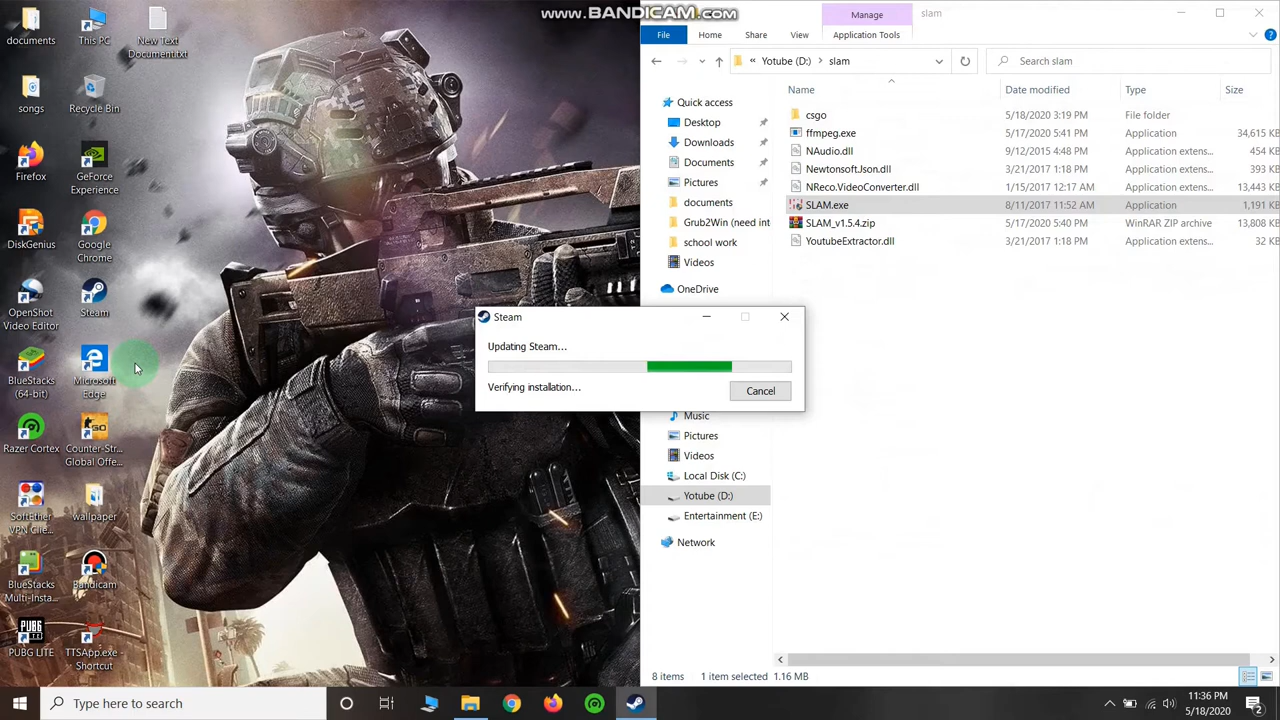 www.BANDICAM.com
documents
This PC
New Text
Document.txt
songs
Recycle Bin
Firefox
GeForce
Experience
DiskGenius
Google
Chrome
OpenShot
Video Editor
Steam
BlueStacks
(64-bit)
Microsoft
Edge
Razer Cortex
Counter-Str...
Global Offe...
SoftEther
VPN Clie...
wallpaper
BlueStacks
Multi-Insta...
Bandicam
PUBG LITE
TTSApp.exe -
Shortcut
Manage
slam
File
Home
Share
View
Application Tools
« Yotube (D:) > slam
Search slam
Name
Date modified
Type
Size
Quick access
Desktop
Downloads
Documents
Pictures
documents
Grub2Win (need int
school work
Videos
OneDrive
Music
Pictures
Videos
Local Disk (C:)
Yotube (D:)
Entertainment (E:)
Network
csgo 5/18/2020 3:19 PM File folder
ffmpeg.exe 5/17/2020 5:41 PM Application 34,615 KB
NAudio.dll 9/12/2015 4:48 PM Application extens... 454 KB
Newtonsoft.Json.dll 3/21/2017 1:18 PM Application extens... 393 KB
NReco.VideoConverter.dll 1/15/2017 12:17 AM Application extens... 13,443 KB
SLAM.exe 8/11/2017 11:52 AM Application 1,191 KB
SLAM_v1.5.4.zip 5/17/2020 5:40 PM WinRAR ZIP archive 13,808 KB
YoutubeExtractor.dll 3/21/2017 1:18 PM Application extens... 32 KB
Steam
Updating Steam...
Verifying installation...
Cancel
8 items 1 item selected 1.16 MB
Type here to search
11:36 PM
5/18/2020
2